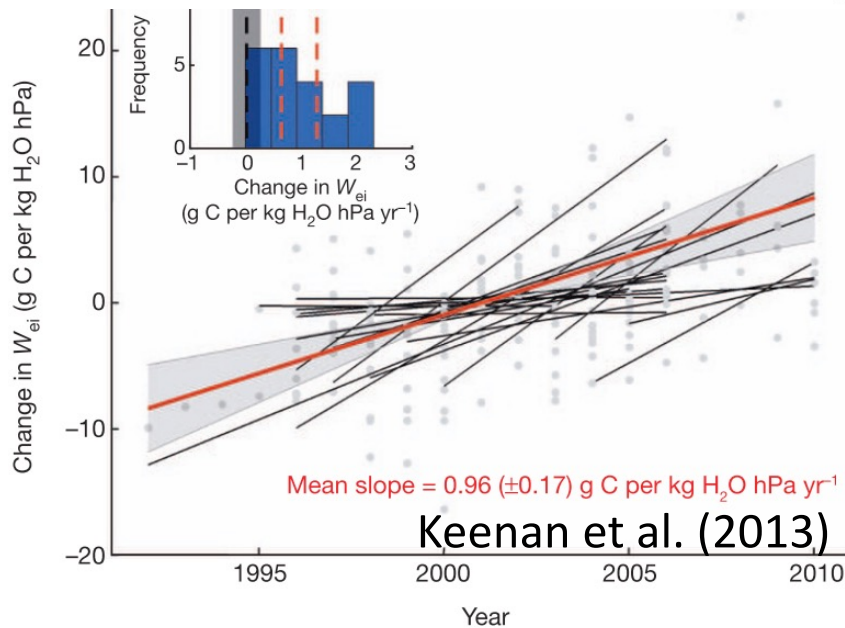 20
10
0
−10
−20
Change in Wei (g C per kg H2O hPa)
Frequency
5
0
−1
0
1
2
3
Change in Wei
(g C per kg H2O hPa yr−1)
Mean slope = 0.96 (±0.17) g C per kg H2O hPa yr−1
Keenan et al. (2013)
1995
2000
2005
2010
Year